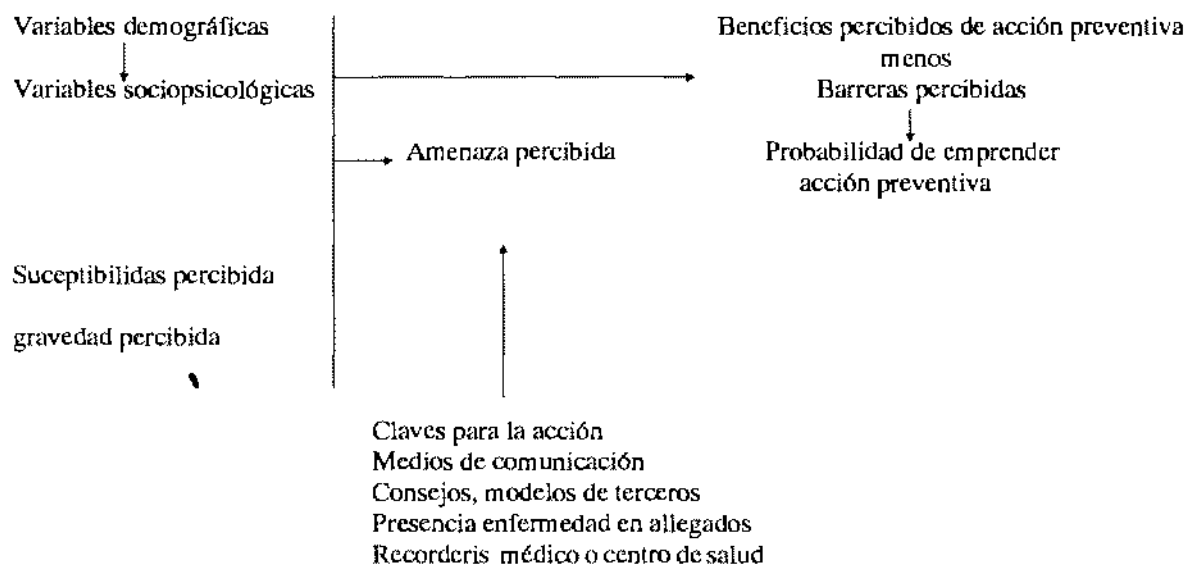 Variables demográficas
Variables sociopsicológicas
Beneficios percibidos de acción preventiva
menos
Barreras percibidas
Amenaza percibida
Probabilidad de emprender
acción preventiva
Suceptibilidas percibida
gravedad percibida
Claves para la acción
Medios de comunicación
Consejos, modelos de terceros
Presencia enfermedad en allegados
Recorderis médico o centro de salud